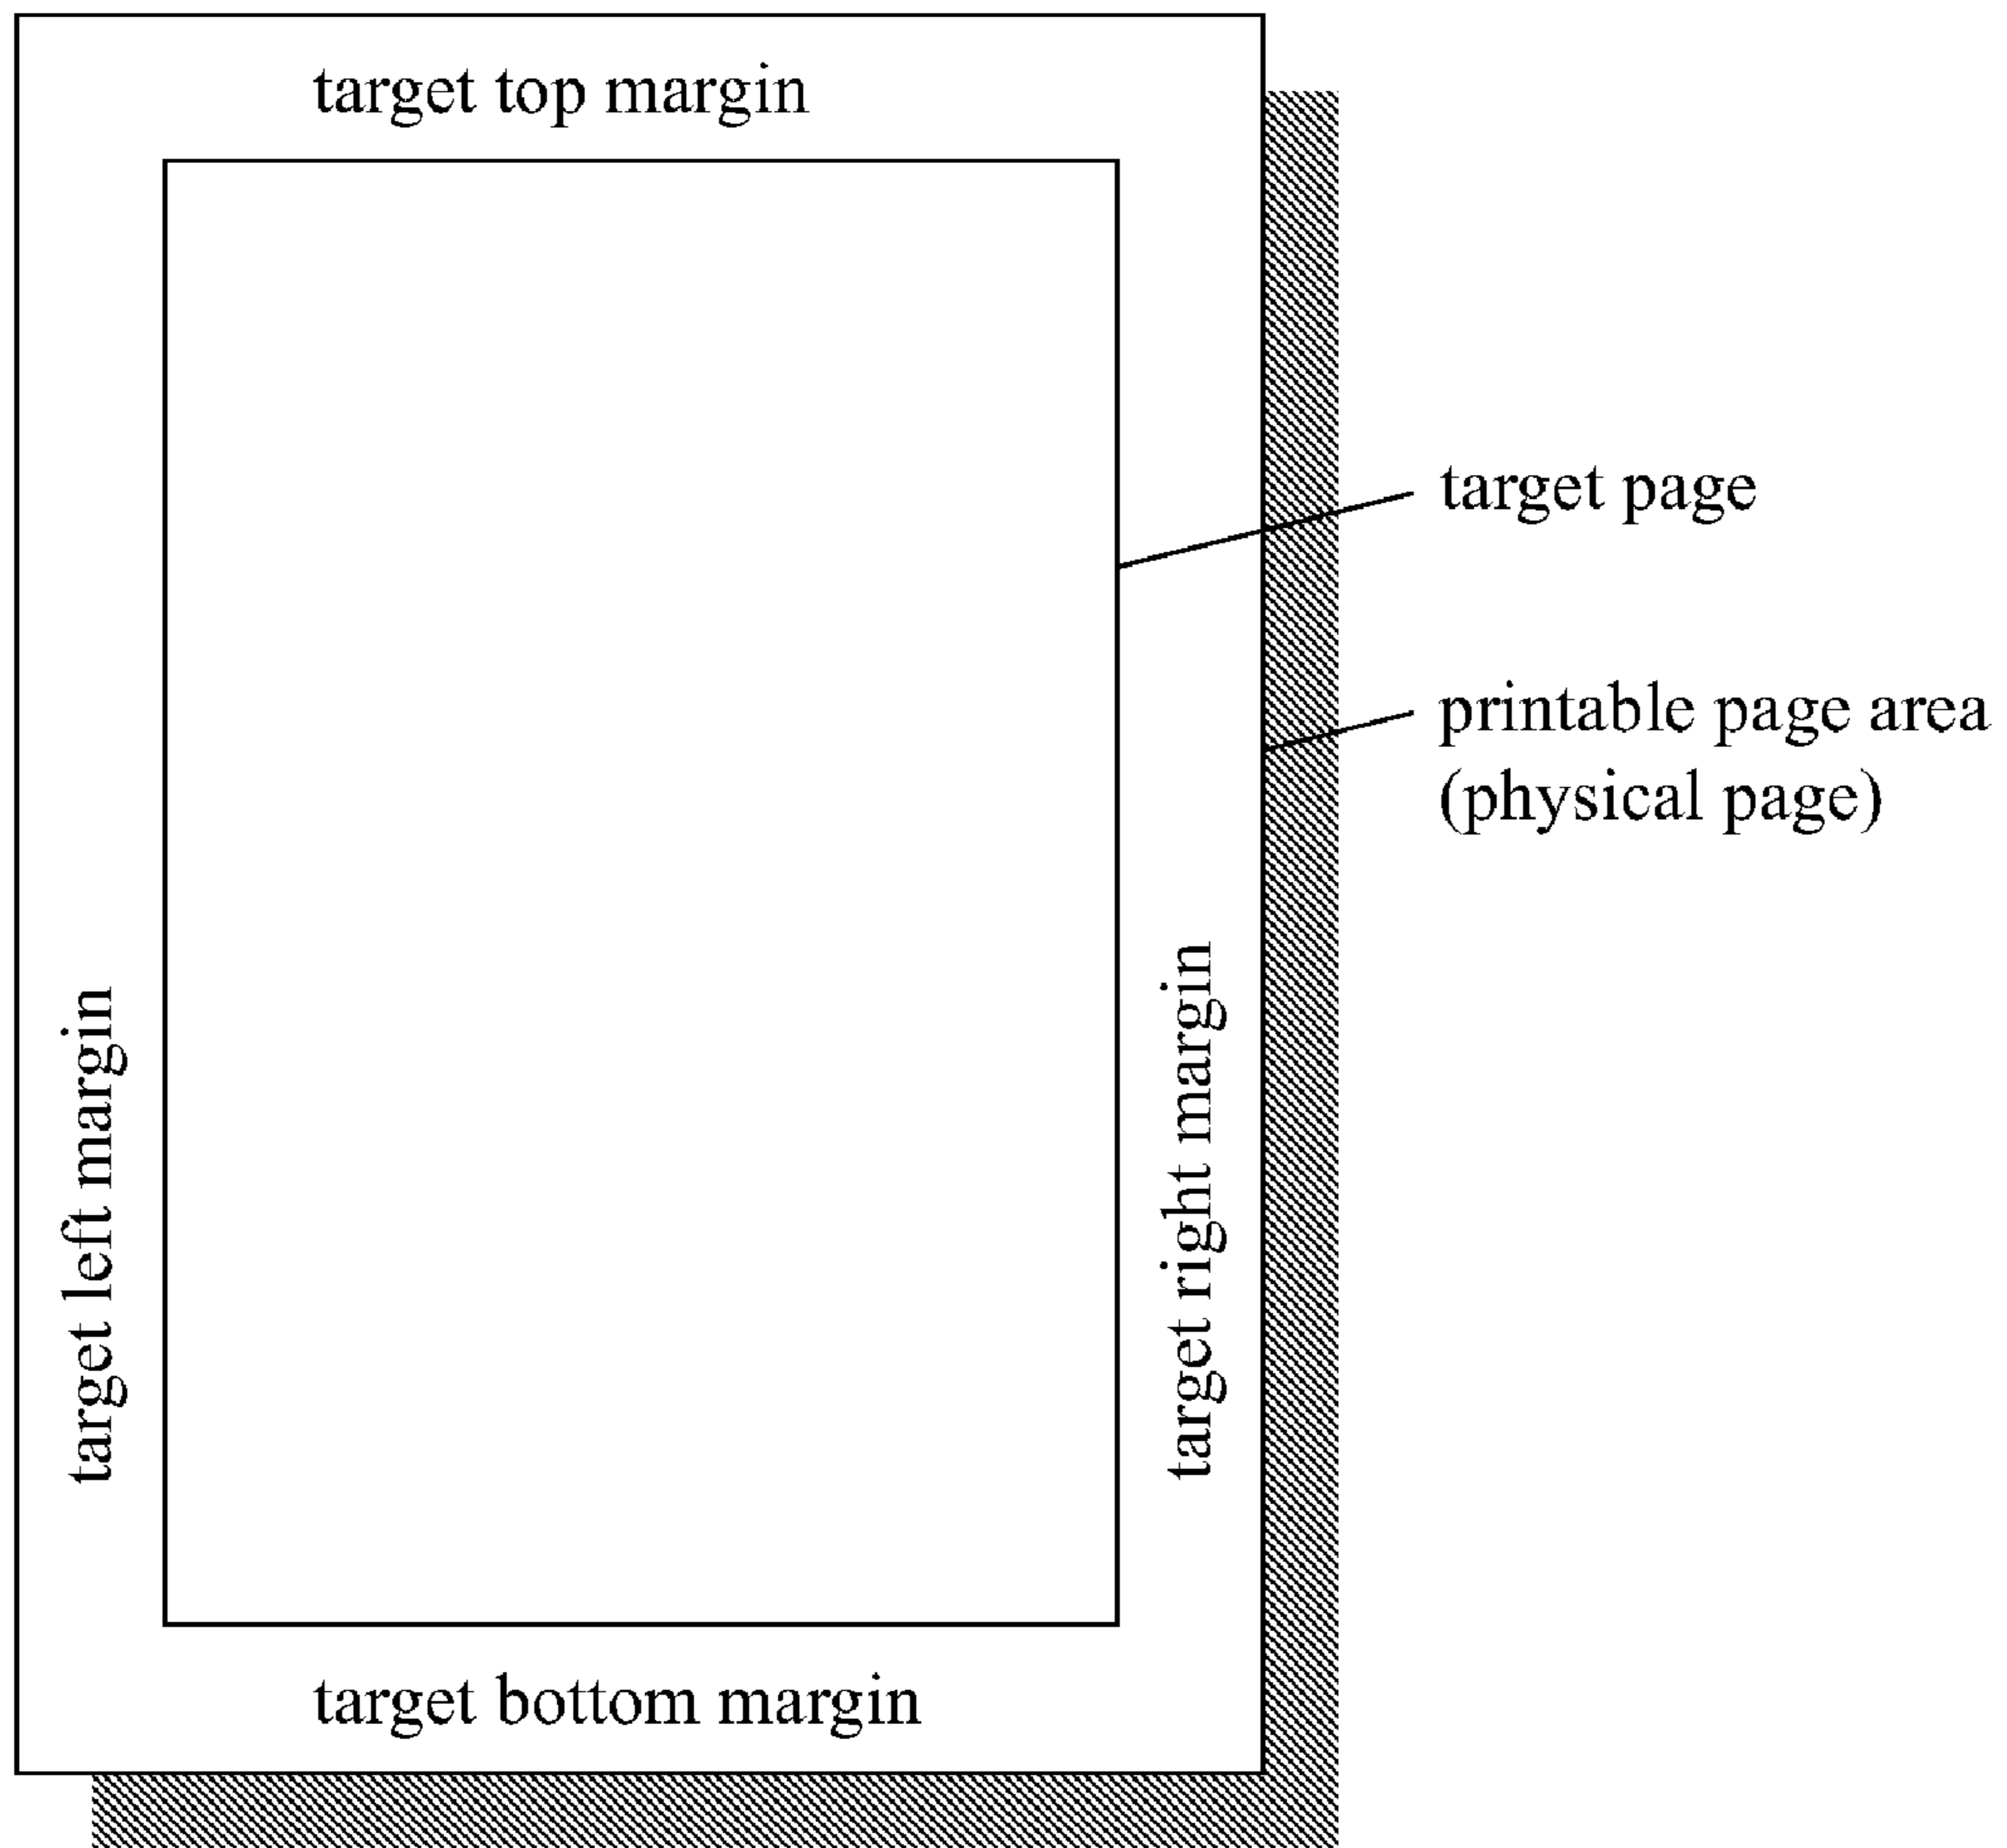 target top margin
target page
printable page area
(physical page)
target left margin
target right margin
target bottom margin